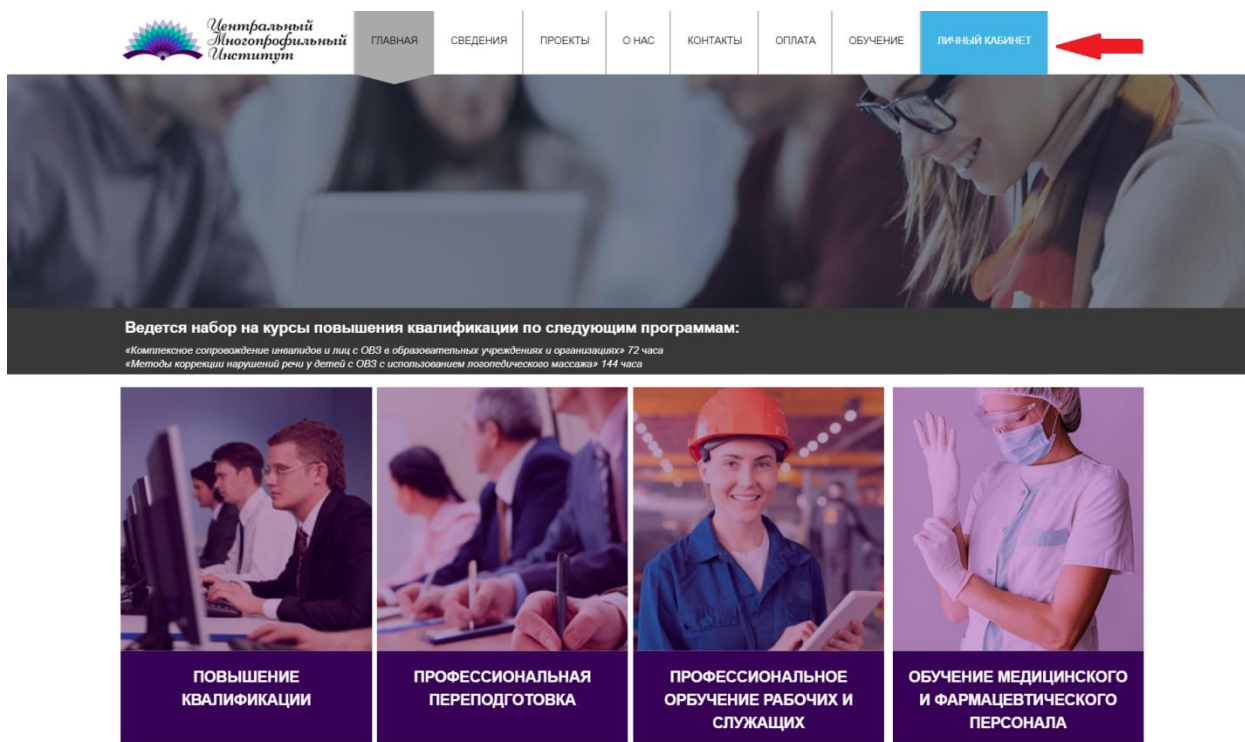 Центральный
Многопрофильный
Институт
ГЛАВНАЯ
СВЕДЕНИЯ
ПРОЕКТЫ
О НАС
КОНТАКТЫ
ОПЛАТА
ОБУЧЕНИЕ
ЛИЧНЫЙ КАБИНЕТ
Ведется набор на курсы повышения квалификации по следующим программам:
«Комплексное сопровождение инвалидов и лиц с ОВЗ в образовательных учреждениях и организациях» 72 часа
«Методы коррекции нарушений речи у детей с ОВЗ с использованием логопедического массажа» 144 часа
ПОВЫШЕНИЕ
КВАЛИФИКАЦИИ
ПРОФЕССИОНАЛЬНАЯ
ПЕРЕПОДГОТОВКА
ПРОФЕССИОНАЛЬНОЕ
ОРБУЧЕНИЕ РАБОЧИХ И
СЛУЖАЩИХ
ОБУЧЕНИЕ МЕДИЦИНСКОГО
И ФАРМАЦЕВТИЧЕСКОГО
ПЕРСОНАЛА